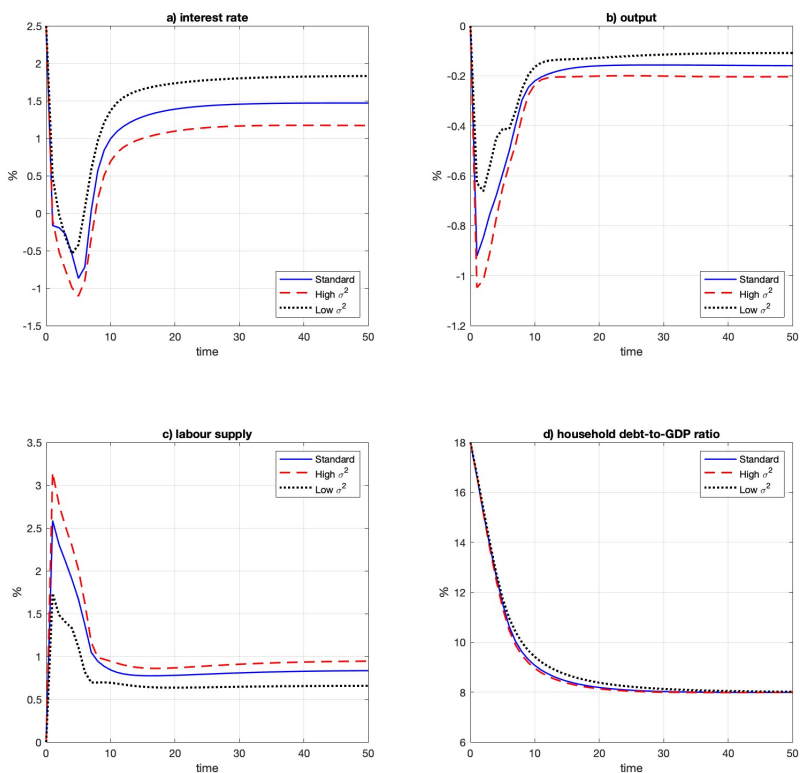 a) interest rate
2.5
2
1.5
1
0.5
0
-0.5
-1
-1.5
%
0 10 20 30 40 50
time
Standard
High σ²
Low σ²
b) output
0
-0.2
-0.4
-0.6
-0.8
-1
-1.2
%
0 10 20 30 40 50
time
Standard
High σ²
Low σ²
c) labour supply
3.5
3
2.5
2
1.5
1
0.5
0
%
0 10 20 30 40 50
time
Standard
High σ²
Low σ²
d) household debt-to-GDP ratio
18
16
14
12
10
8
6
%
0 10 20 30 40 50
time
Standard
High σ²
Low σ²